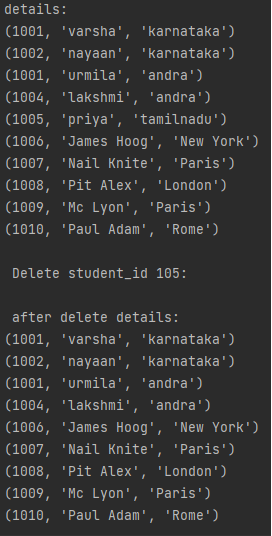 details:
(1001, 'varsha', 'karnataka')
(1002, 'nayaan', 'karnataka')
(1001, 'urmila', 'andra')
(1004, 'lakshmi', 'andra')
(1005, 'priya', 'tamilnadu')
(1006, 'James Hoog', 'New York')
(1007, 'Nail Knite', 'Paris')
(1008, 'Pit Alex', 'London')
(1009, 'Mc Lyon', 'Paris')
(1010, 'Paul Adam', 'Rome')
Delete student_id 105:
after delete details:
(1001, 'varsha', 'karnataka')
(1002, 'nayaan', 'karnataka')
(1001, 'urmila', 'andra')
(1004, 'lakshmi', 'andra')
(1006, 'James Hoog', 'New York')
(1007, 'Nail Knite', 'Paris')
(1008, 'Pit Alex', 'London')
(1009, 'Mc Lyon', 'Paris')
(1010, 'Paul Adam', 'Rome')